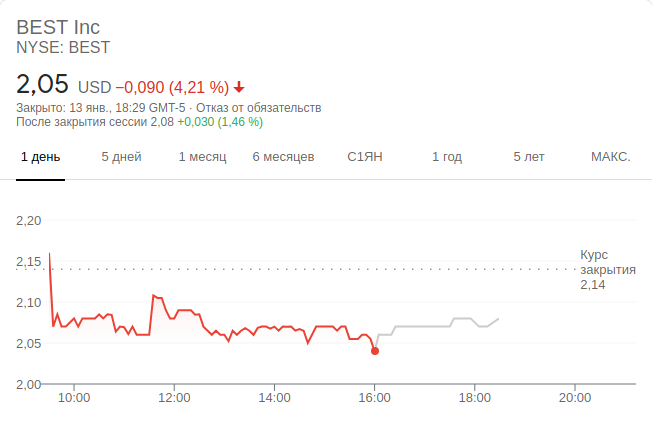 BEST Inc
NYSE: BEST
2,05 USD −0,090 (4,21 %)
Закрыто: 13 янв., 18:29 GMT-5 · Отказ от обязательств
После закрытия сессии 2,08 +0,030 (1,46 %)
1 день 5 дней 1 месяц 6 месяцев С1ЯН 1 год 5 лет МАКС.
2,20
2,15
2,10
2,05
2,00
Курс
закрытия
2,14
10:00 12:00 14:00 16:00 18:00 20:00